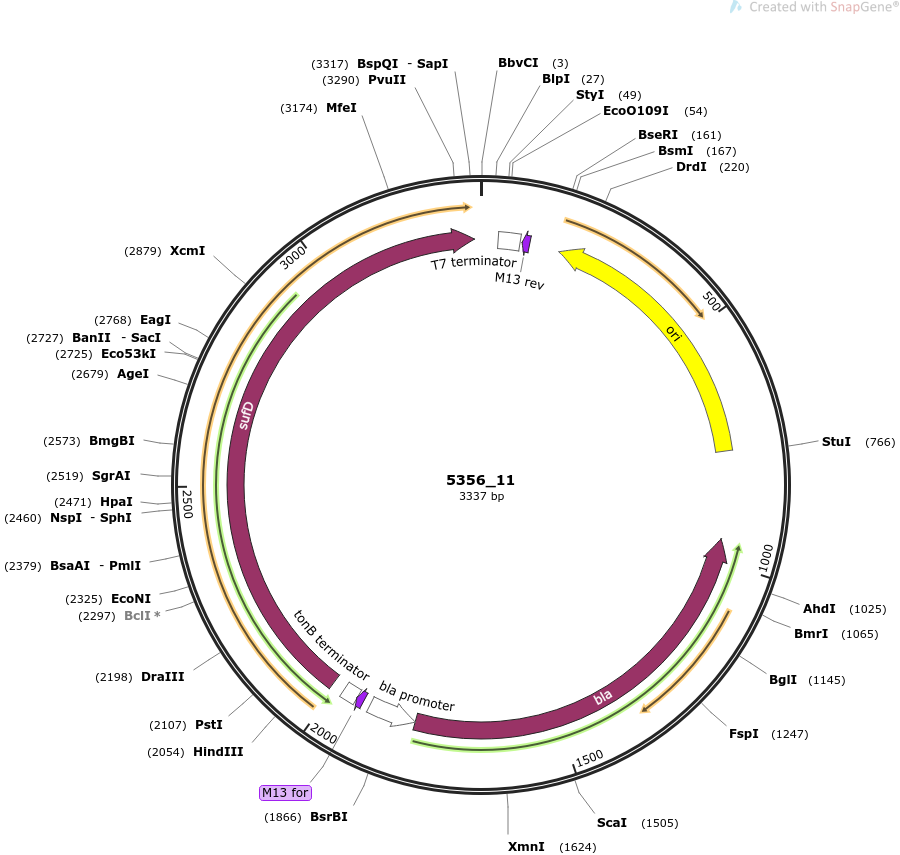 Created with SnapGene®
(3317) BspQI - SapI
(3290) PvuII
(3174) MfeI
BbvCI (3)
BlpI (27)
StyI (49)
EcoO109I (54)
BseRI (161)
BsmI (167)
DrdI (220)
(2879) XcmI
(2768) EagI
(2727) BanII - SacI
(2725) Eco53kI
(2679) AgeI
(2573) BmgBI
(2519) SgrAI
(2471) HpaI
(2460) NspI - SphI
(2379) BsaAI - PmlI
(2325) EcoNI
(2297) BclI *
(2198) DraIII
(2107) PstI
(2054) HindIII
(1866) BsrBI
StuI (766)
AhdI (1025)
BmrI (1065)
BglI (1145)
FspI (1247)
ScaI (1505)
XmnI (1624)
T7 terminator
M13 rev
ori
sufD
tonB terminator
bla promoter
bla
M13 for
500
1000
1500
2000
2500
3000
5356_11
3337 bp